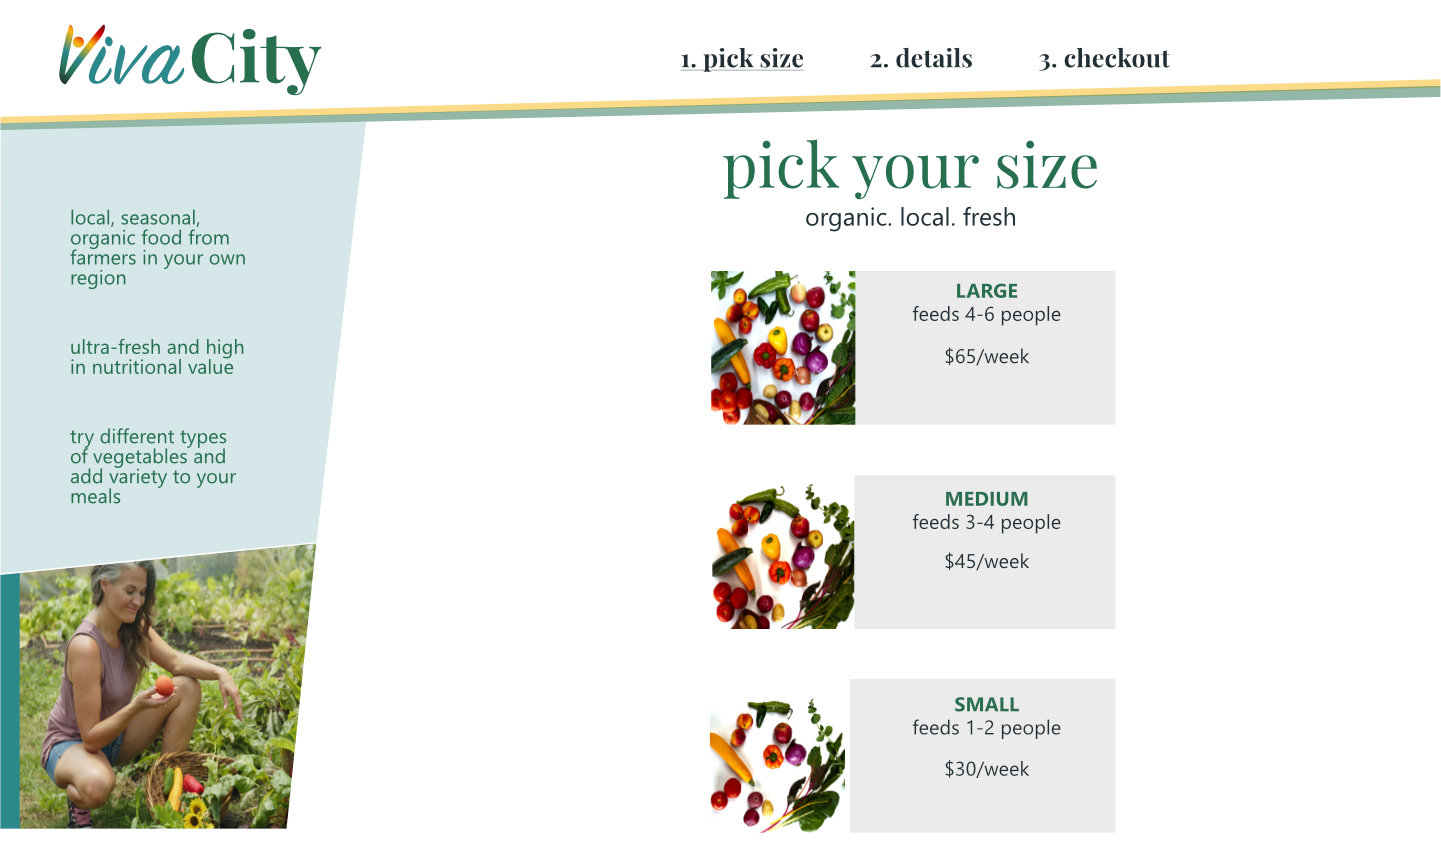 Viva City
1. pick size
2. details
3. checkout
local, seasonal,
organic food from
farmers in your own
region
ultra-fresh and high
in nutritional value
try different types
of vegetables and
add variety to your
meals
pick your size
organic. local. fresh
LARGE
feeds 4-6 people
$65/week
MEDIUM
feeds 3-4 people
$45/week
SMALL
feeds 1-2 people
$30/week